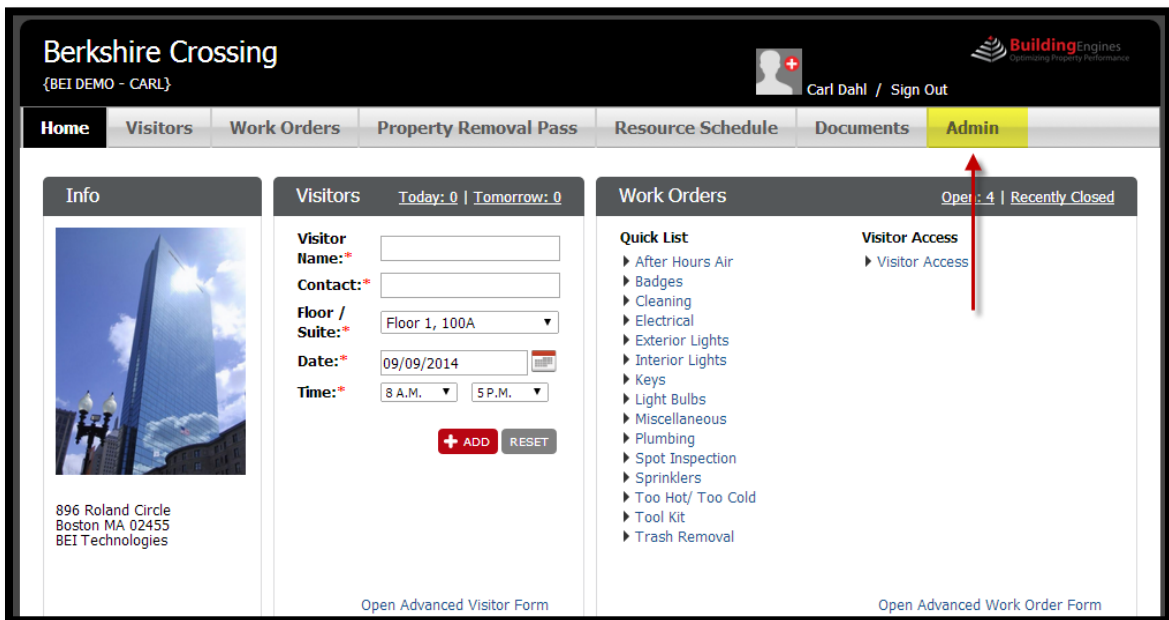 Berkshire Crossing
{BEI DEMO - CARL}
BuildingEngines
Optimizing Property Performance
Carl Dahl / Sign Out
Home Visitors Work Orders Property Removal Pass Resource Schedule Documents Admin
Info
896 Roland Circle
Boston MA 02455
BEI Technologies
Visitors Today: 0 | Tomorrow: 0
Visitor
Name:*
Contact:*
Floor /
Suite:* Floor 1, 100A
Date:* 09/09/2014
Time:* 8 A.M. 5 P.M.
ADD RESET
Open Advanced Visitor Form
Work Orders Open: 4 | Recently Closed
Quick List
After Hours Air
Badges
Cleaning
Electrical
Exterior Lights
Interior Lights
Keys
Light Bulbs
Miscellaneous
Plumbing
Spot Inspection
Sprinklers
Too Hot/ Too Cold
Tool Kit
Trash Removal
Visitor Access
Visitor Access
Open Advanced Work Order Form